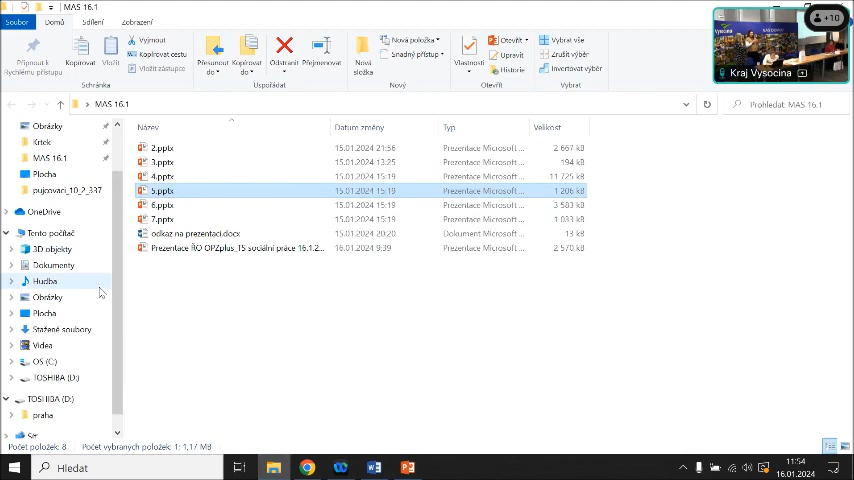 MAS 16.1
Soubor
Domů
Sdílení
Zobrazení
Připnout k Rychlému přístupu
Kopírovat
Vložit
Vyjmout
Kopírovat cestu
Vložit zástupce
Schránka
Přesunout do
Kopírovat do
Odstranit
Přejmenovat
Uspořádat
Nová složka
Nová položka
Snadný přístup
Nový
Vlastnosti
Otevřít
Upravit
Historie
Otevřít
Vybrat vše
Zrušit výběr
Invertovat výběr
Vybrat
+10
Kraj Vysocina
MAS 16.1
Prohledat: MAS 16.1
Obrázky
Krtek
MAS 16.1
Plocha
pujcovaci_10_2_337
OneDrive
Tento počítač
3D objekty
Dokumenty
Hudba
Obrázky
Plocha
Stažené soubory
Videa
OS (C:)
TOSHIBA (D:)
TOSHIBA (D:)
praha
Název Datum změny Typ Velikost
2.pptx 15.01.2024 21:56 Prezentace Microsoft ... 2 667 kB
3.pptx 15.01.2024 13:25 Prezentace Microsoft ... 194 kB
4.pptx 15.01.2024 15:19 Prezentace Microsoft ... 11 725 kB
5.pptx 15.01.2024 15:19 Prezentace Microsoft ... 1 206 kB
6.pptx 15.01.2024 15:19 Prezentace Microsoft ... 3 583 kB
7.pptx 15.01.2024 15:19 Prezentace Microsoft ... 1 033 kB
odkaz na prezentaci.docx 15.01.2024 20:20 Dokument Microsoft ... 13 kB
Prezentace ŘO OPZplus_TS sociální práce 16.1.2... 16.01.2024 9:39 Prezentace Microsoft ... 2 570 kB
Počet položek: 8 Počet vybraných položek: 1; 1,17 MB
Hledat
11:54
16.01.2024